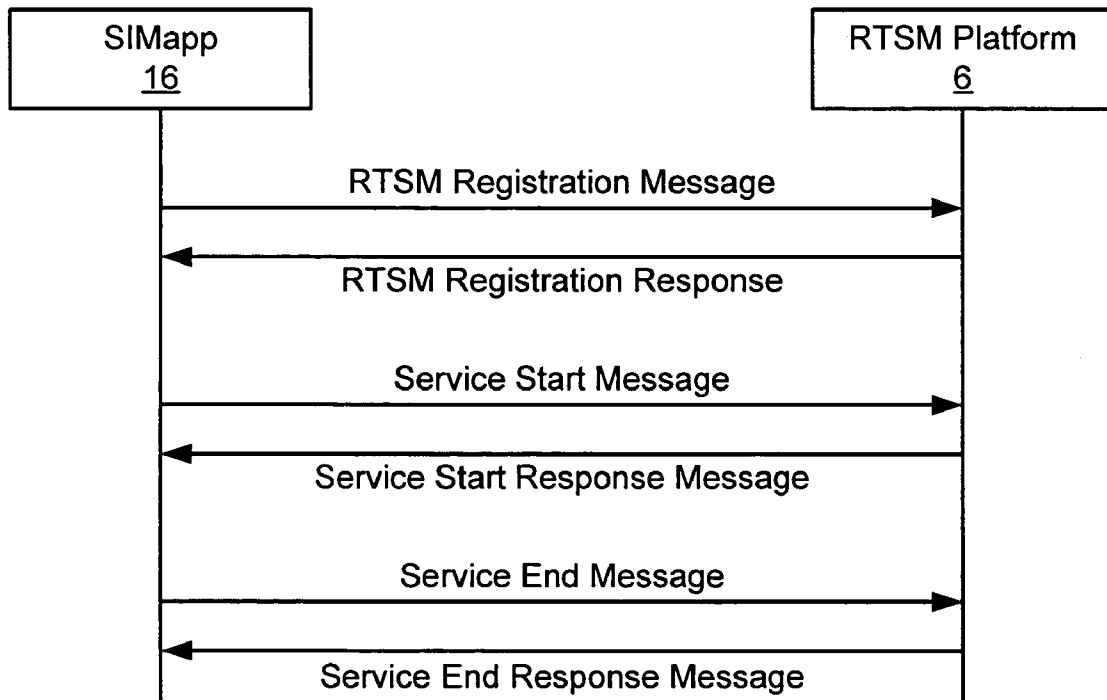 SIMapp
16
RTSM Platform
6
RTSM Registration Message
RTSM Registration Response
Service Start Message
Service Start Response Message
Service End Message
Service End Response Message